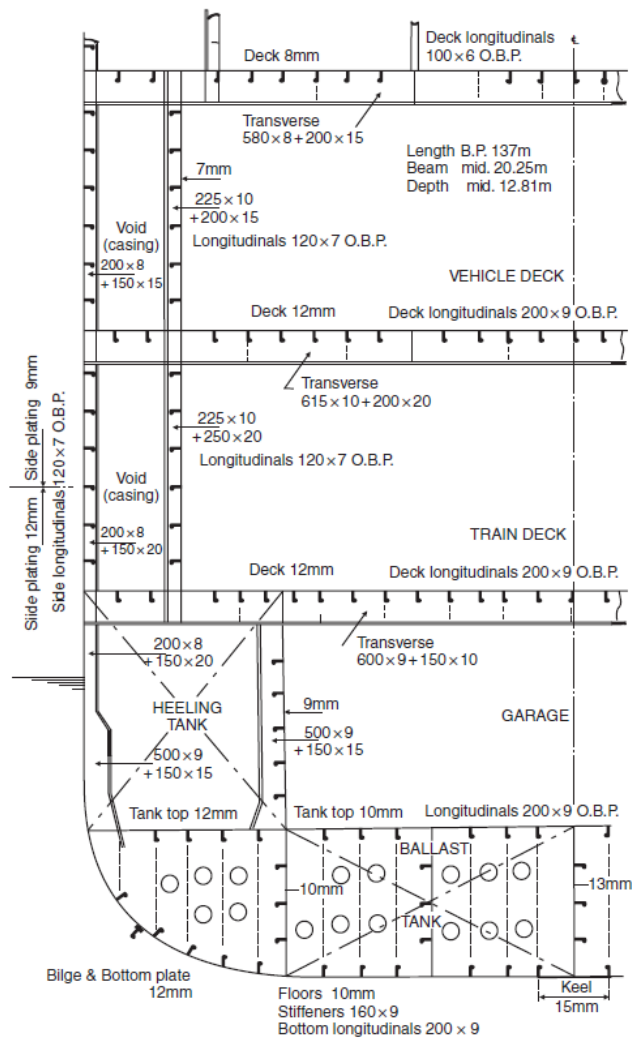 Deck longitudinals
100×6 O.B.P.
℄
Deck 8mm
Transverse
580×8+200×15
Length B.P. 137m
Beam mid. 20.25m
Depth mid. 12.81m
7mm
225×10
+200×15
Void
(casing)
Longitudinals 120×7 O.B.P.
200×8
+150×15
VEHICLE DECK
Deck 12mm
Deck longitudinals 200×9 O.B.P.
Transverse
615×10+200×20
Side plating 9mm
225×10
+250×20
Longitudinals 120×7 O.B.P.
Void
(casing)
Siide plating 12mm
Side longitudinals 120×7 O.B.P.
200×8
+150×20
TRAIN DECK
Deck 12mm
Deck longitudinals 200×9 O.B.P.
200×8
+150×20
Transverse
600×9+150×10
HEELING
TANK
9mm
GARAGE
500×9
+150×15
500×9
+150×15
Tank top 12mm
Tank top 10mm
Longitudinals 200×9 O.B.P.
BALLAST
10mm
13mm
TANK
Bilge & Bottom plate
12mm
Keel
15mm
Floors 10mm
Stiffeners 160×9
Bottom longitudinals 200 × 9